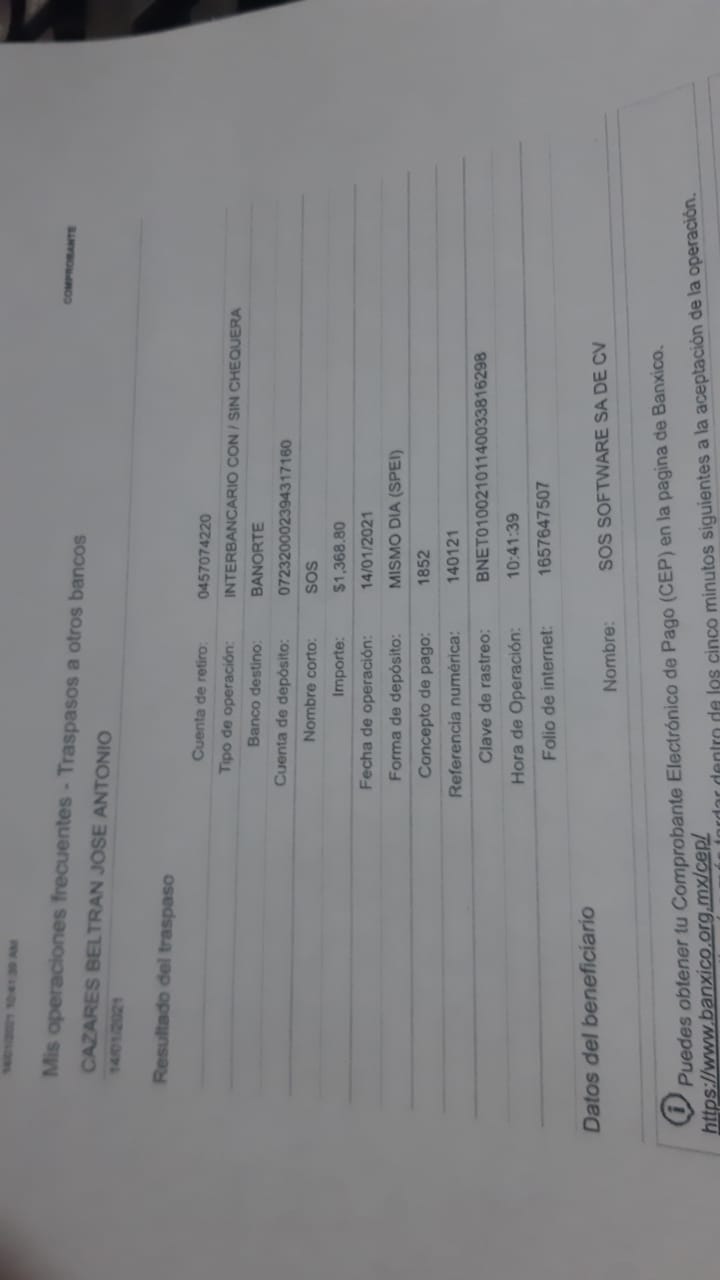 14/01/2021 10:41:39 AM
COMPROBANTE
Mis operaciones frecuentes - Traspasos a otros bancos
CAZARES BELTRAN JOSE ANTONIO
14/01/2021
Resultado del traspaso
Cuenta de retiro: 0457074220
Tipo de operación: INTERBANCARIO CON / SIN CHEQUERA
Banco destino: BANORTE
Cuenta de depósito: 072320002394317160
Nombre corto: SOS
Importe: $1,368.80
Fecha de operación: 14/01/2021
Forma de depósito: MISMO DIA (SPEI)
Concepto de pago: 1852
Referencia numérica: 140121
Clave de rastreo: BNET01002101140033816298
Hora de Operación: 10:41:39
Folio de internet: 1657647507
Datos del beneficiario
Nombre: SOS SOFTWARE SA DE CV
Puedes obtener tu Comprobante Electrónico de Pago (CEP) en la pagina de Banxico.
https://www.banxico.org.mx/cep/
tardar dentro de los cinco minutos siguientes a la aceptación de la operación.